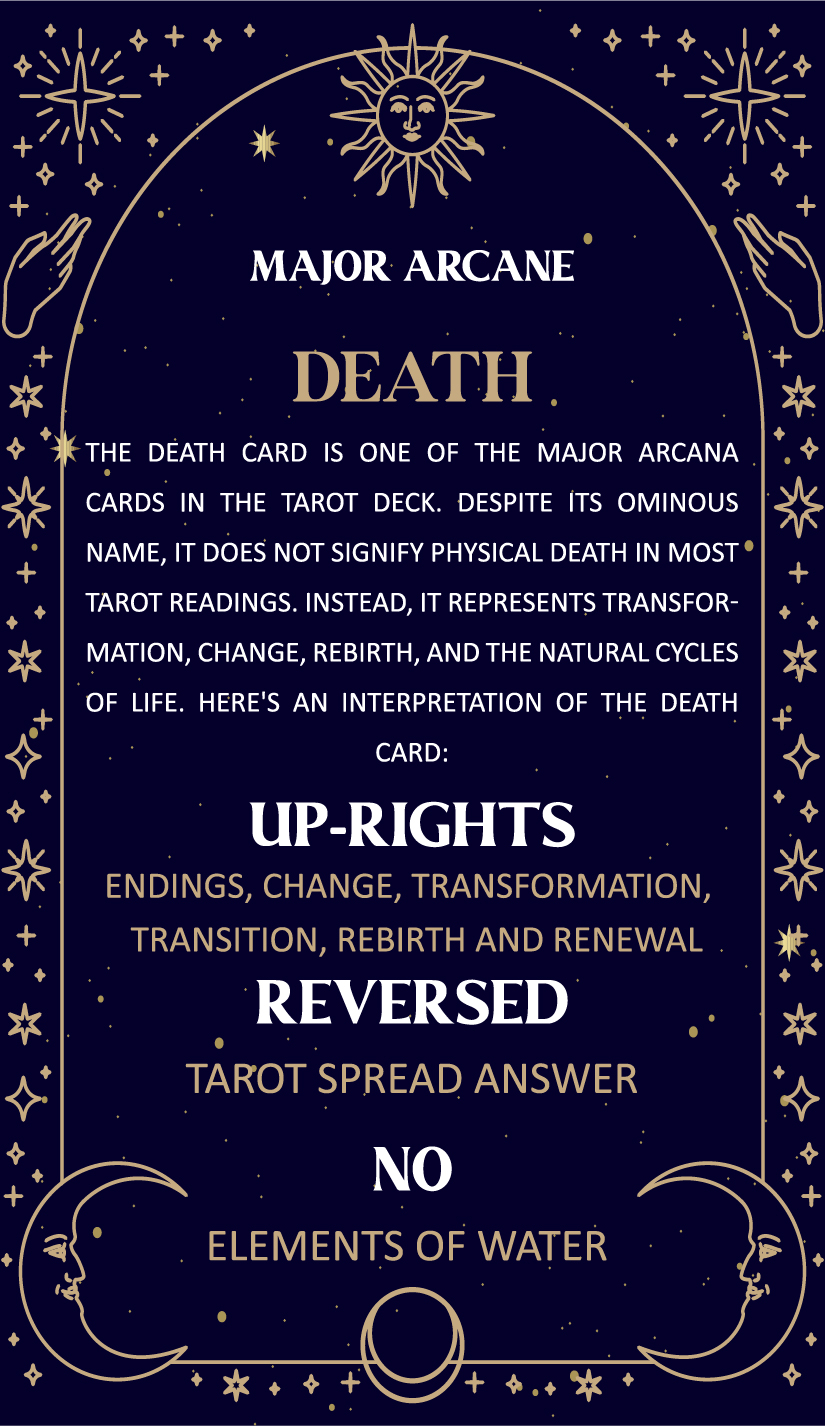 MAJOR ARCANE
DEATH
THE DEATH CARD IS ONE OF THE MAJOR ARCANA
CARDS IN THE TAROT DECK. DESPITE ITS OMINOUS
NAME, IT DOES NOT SIGNIFY PHYSICAL DEATH IN MOST
TAROT READINGS. INSTEAD, IT REPRESENTS TRANSFOR-
MATION, CHANGE, REBIRTH, AND THE NATURAL CYCLES
OF LIFE. HERE'S AN INTERPRETATION OF THE DEATH
CARD:
UP-RIGHTS
ENDINGS, CHANGE, TRANSFORMATION,
TRANSITION, REBIRTH AND RENEWAL
REVERSED
TAROT SPREAD ANSWER
NO
ELEMENTS OF WATER